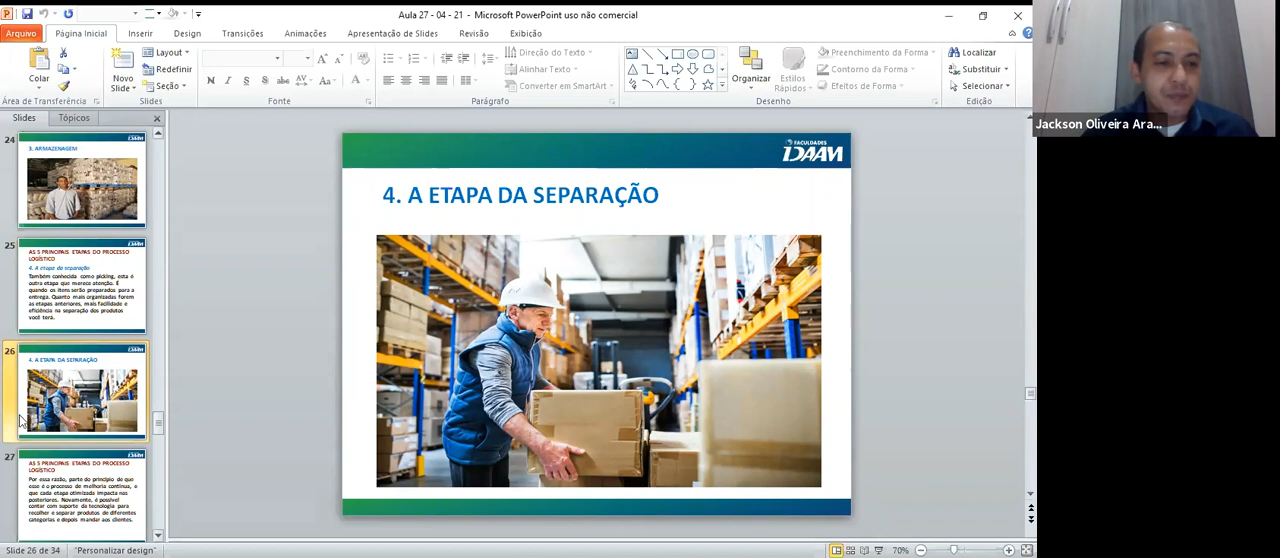 Aula 27 - 04 - 21 - Microsoft PowerPoint uso não comercial
Arquivo
Página Inicial
Inserir
Design
Transições
Animações
Apresentação de Slides
Revisão
Exibição
Colar
Novo
Slide
Layout
Redefinir
Seção
N I S abc AV Aa A
Direção do Texto
Alinhar Texto
Converter em SmartArt
Organizar
Estilos
Rápidos
Preenchimento da Forma
Contorno da Forma
Efeitos de Forma
Localizar
Substituir
Selecionar
Área de Transferência
Slides
Fonte
Parágrafo
Desenho
Edição
Slides
Tópicos
24
3. ARMAZENAGEM
25
AS 5 PRINCIPAIS ETAPAS DO PROCESSO
LOGÍSTICO
4. A etapa da separação
Também conhecida como picking, esta é
outra etapa que merece atenção. É
quando os itens serão preparados para a
entrega. Quanto mais organizadas forem
as etapas anteriores, mais facilidade e
eficiência na separação dos produtos
você terá.
26
4. A ETAPA DA SEPARAÇÃO
27
AS 5 PRINCIPAIS ETAPAS DO PROCESSO
LOGÍSTICO
Por essa razão, parte do princípio de que
esse é o processo de melhoria contínua, e
que cada etapa otimizada impacta nas
posteriores. Novamente, é possível
contar com suporte da tecnologia para
recolher e separar produtos de diferentes
categorias e depois mandar aos clientes.
FACULDADES
IDAAM
4. A ETAPA DA SEPARAÇÃO
Jackson Oliveira Ara...
Slide 26 de 34
"Personalizar design"
70%